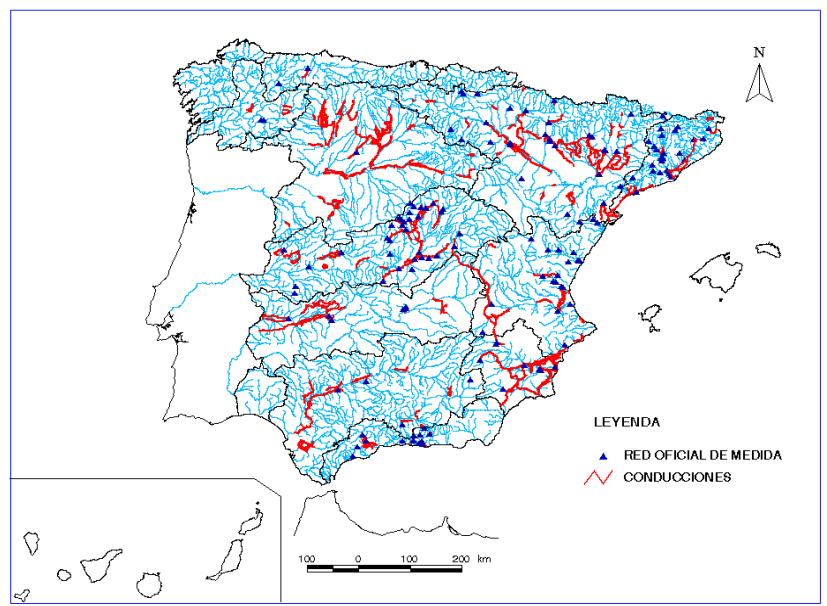 N
LEYENDA
RED OFICIAL DE MEDIDA
CONDUCCIONES
100 0 100 200 km